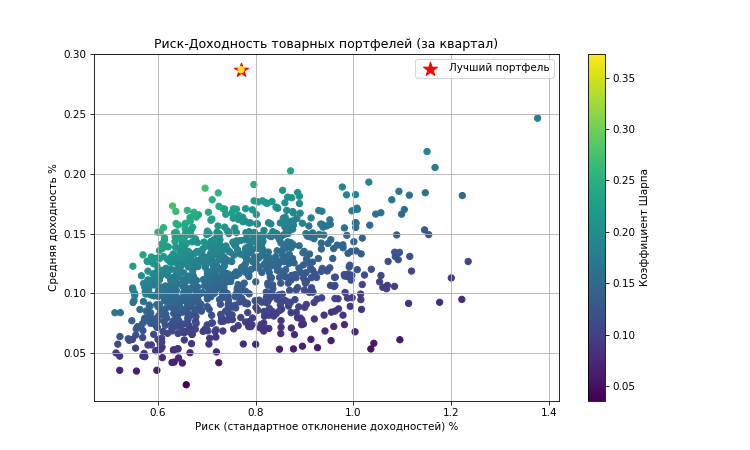 Риск-Доходность товарных портфелей (за квартал)
Лучший портфель
Средняя доходность %
0.30
0.25
0.20
0.15
0.10
0.05
0.6 0.8 1.0 1.2 1.4
Риск (стандартное отклонение доходностей) %
0.35
0.30
0.25
0.20
0.15
0.10
0.05
Коэффициент Шарпа